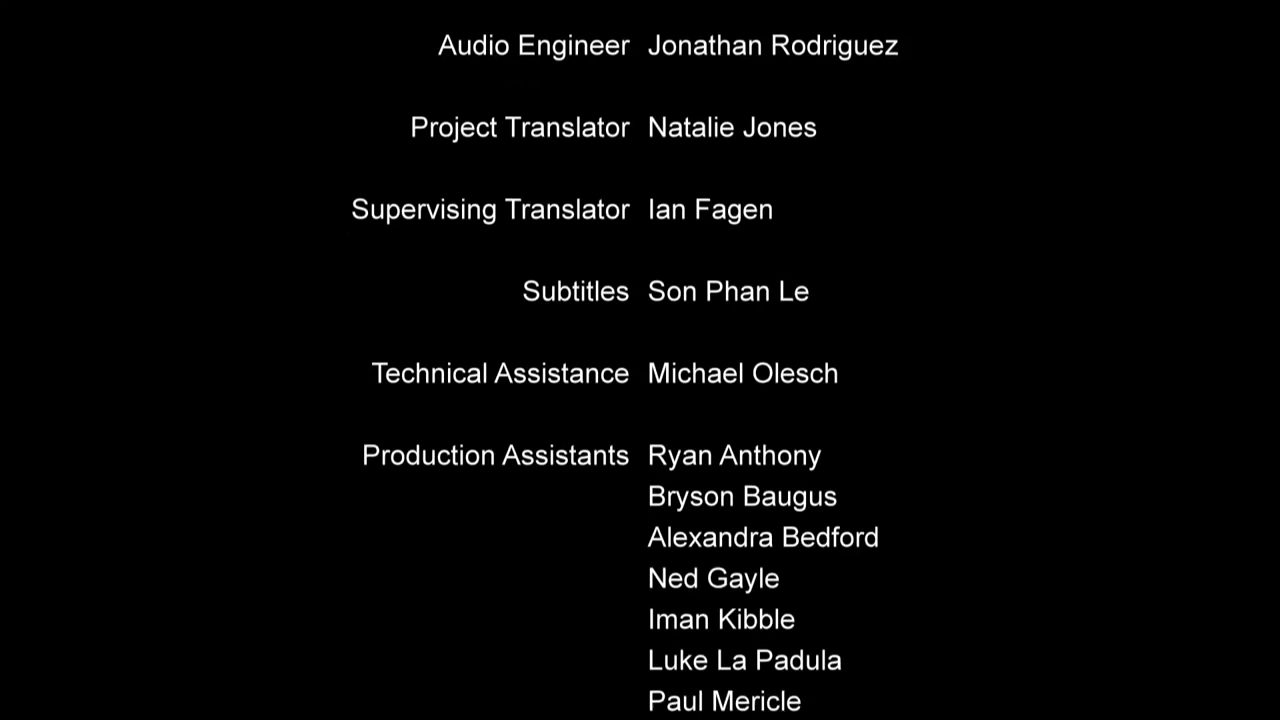 Audio Engineer Jonathan Rodriguez
Project Translator Natalie Jones
Supervising Translator Ian Fagen
Subtitles Son Phan Le
Technical Assistance Michael Olesch
Production Assistants Ryan Anthony
Bryson Baugus
Alexandra Bedford
Ned Gayle
Iman Kibble
Luke La Padula
Paul Mericle